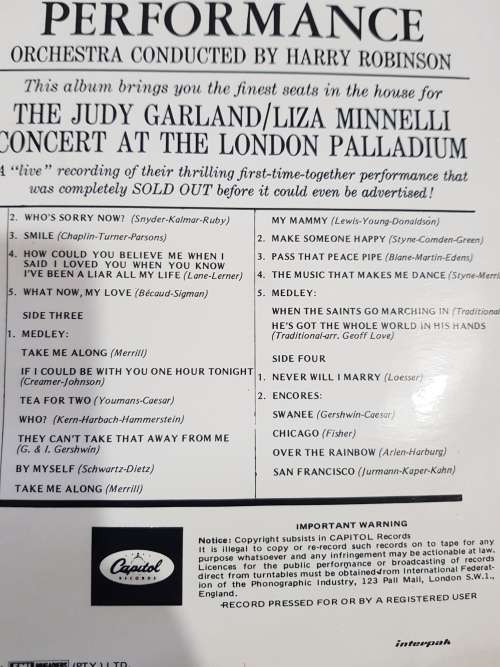 PERFORMANCE
ORCHESTRA CONDUCTED BY HARRY ROBINSON
This album brings you the finest seats in the house for
THE JUDY GARLAND/LIZA MINNELLI
CONCERT AT THE LONDON PALLADIUM
A “live” recording of their thrilling first-time-together performance that
was completely SOLD OUT before it could even be advertised!
2. WHO'S SORRY NOW? (Snyder-Kalmar-Ruby)
3. SMILE (Chaplin-Turner-Parsons)
4. HOW COULD YOU BELIEVE ME WHEN I
SAID I LOVED YOU WHEN YOU KNOW
I'VE BEEN A LIAR ALL MY LIFE (Lane-Lerner)
5. WHAT NOW, MY LOVE (Bécaud-Sigman)
SIDE THREE
1. MEDLEY:
TAKE ME ALONG (Merrill)
IF I COULD BE WITH YOU ONE HOUR TONIGHT
(Creamer-Johnson)
TEA FOR TWO (Youmans-Caesar)
WHO? (Kern-Harbach-Hammerstein)
THEY CAN'T TAKE THAT AWAY FROM ME
(G. & I. Gershwin)
BY MYSELF (Schwartz-Dietz)
TAKE ME ALONG (Merrill)
MY MAMMY (Lewis-Young-Donaldson)
2. MAKE SOMEONE HAPPY (Styne-Comden-Green)
3. PASS THAT PEACE PIPE (Blane-Martin-Edens)
4. THE MUSIC THAT MAKES ME DANCE (Styne-Merri
5. MEDLEY:
WHEN THE SAINTS GO MARCHING IN (Traditional
HE'S GOT THE WHOLE WORLD IN HIS HANDS
(Traditional-arr. Geoff Love)
SIDE FOUR
1. NEVER WILL I MARRY (Loesser)
2. ENCORES:
SWANEE (Gershwin-Caesar)
CHICAGO (Fisher)
OVER THE RAINBOW (Arlen-Harburg)
SAN FRANCISCO (Jurmann-Kaper-Kahn)
Capitol
RECORDS
IMPORTANT WARNING
Notice: Copyright subsists in CAPITOL Records
It is illegal to copy or re-record such records on to tape for any
purpose whatsoever and any infringement may be actionable at law.
Licences for the public performance or broadcasting of records
direct from turntables must be obtained from International Federat-
ion of the Phonographic Industry, 123 Pall Mall, London S.W.1.,
England.
RECORD PRESSED FOR OR BY A REGISTERED USER
interpak
(PTY.) LTD.